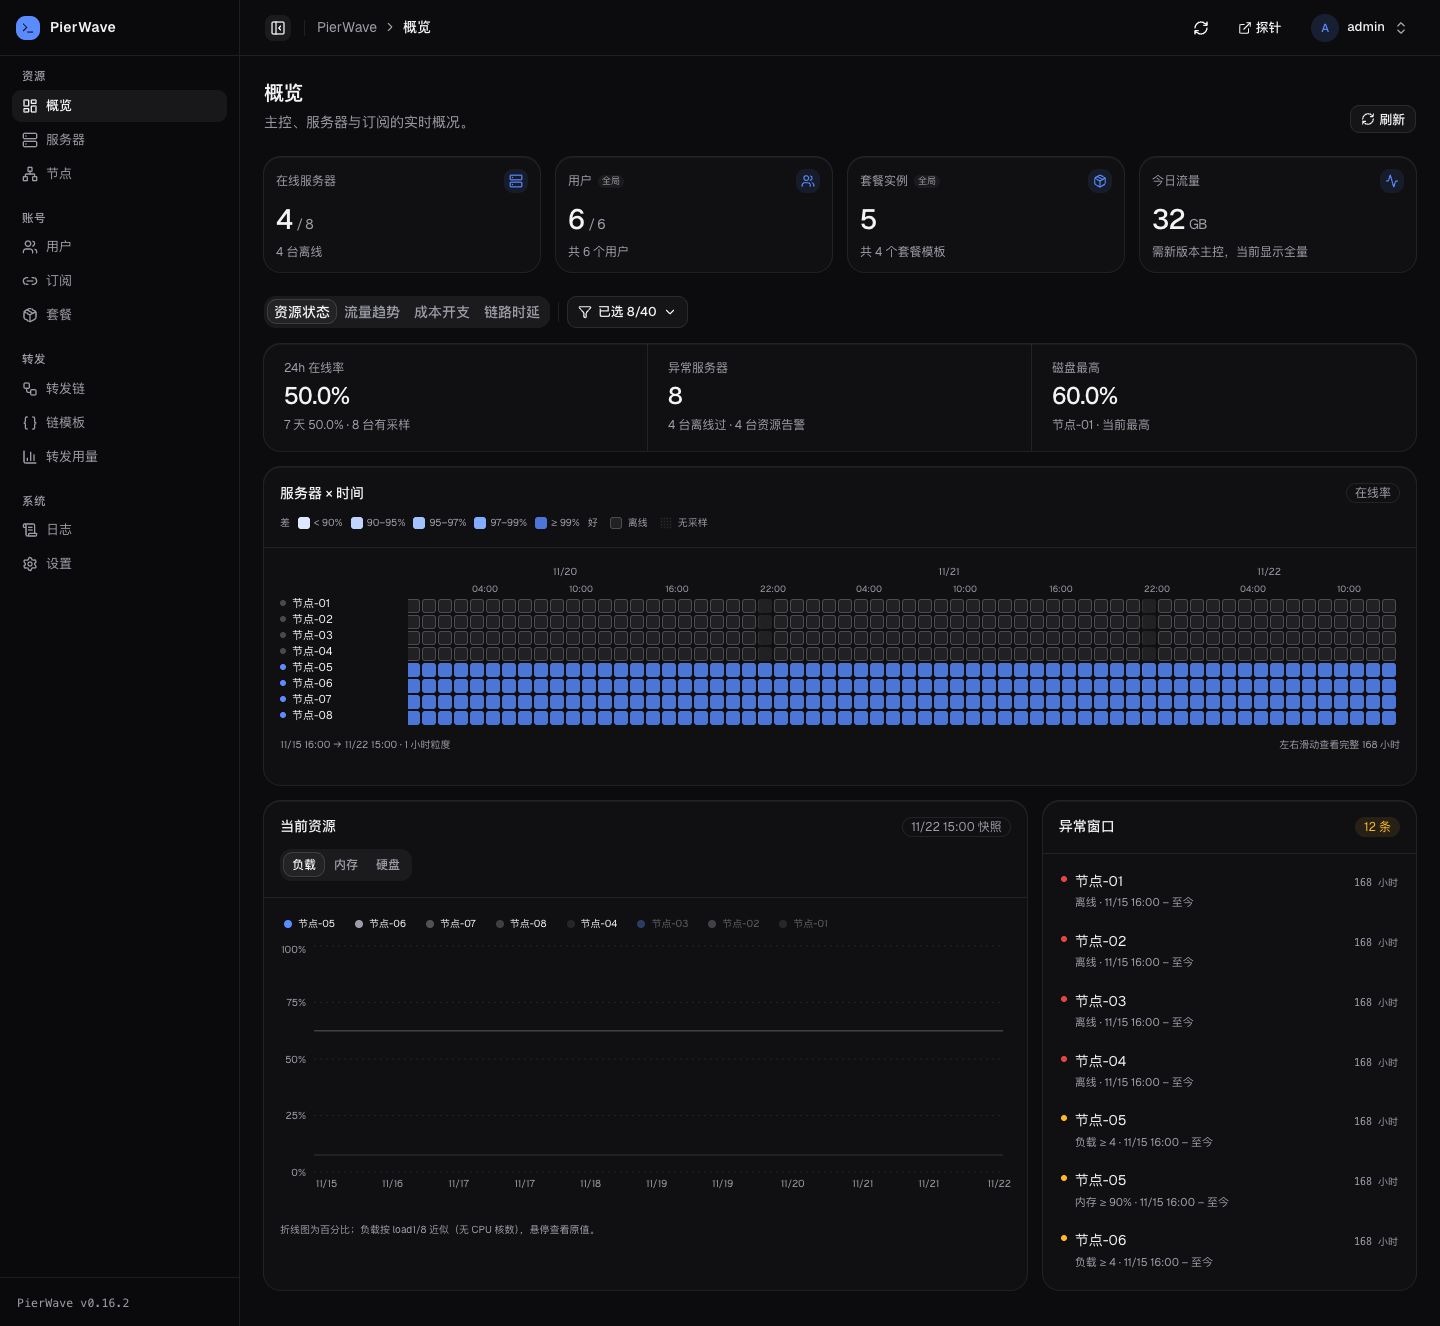 PierWave
PierWave > 概览
探针
A admin
资源
概览
服务器
节点
账号
用户
订阅
套餐
转发
转发链
链模板
转发用量
系统
日志
设置
PierWave v0.16.2
概览
主控、服务器与订阅的实时概况。
刷新
在线服务器
4 / 8
4 台离线
用户 全局
6 / 6
共 6 个用户
套餐实例 全局
5
共 4 个套餐模板
今日流量
32 GB
需新版本主控，当前显示全量
资源状态 流量趋势 成本开支 链路时延 已选 8/40
24h 在线率
50.0%
7 天 50.0% · 8 台有采样
异常服务器
8
4 台离线过 · 4 台资源告警
磁盘最高
60.0%
节点-01 · 当前最高
服务器 × 时间 在线率
差 < 90% 90–95% 95–97% 97–99% ≥ 99% 好 离线 无采样
11/20 11/21 11/22
04:00 10:00 16:00 22:00 04:00 10:00 16:00 22:00 04:00 10:00
节点-01
节点-02
节点-03
节点-04
节点-05
节点-06
节点-07
节点-08
11/15 16:00 → 11/22 15:00 · 1 小时粒度 左右滑动查看完整 168 小时
当前资源 11/22 15:00 快照
负载 内存 硬盘
节点-05 节点-06 节点-07 节点-08 节点-04 节点-03 节点-02 节点-01
100%
75%
50%
25%
0%
11/15 11/16 11/17 11/17 11/18 11/19 11/19 11/20 11/21 11/21 11/22
折线图为百分比；负载按 load1/8 近似（无 CPU 核数），悬停查看原值。
异常窗口 12 条
节点-01 168 小时
离线 · 11/15 16:00 – 至今
节点-02 168 小时
离线 · 11/15 16:00 – 至今
节点-03 168 小时
离线 · 11/15 16:00 – 至今
节点-04 168 小时
离线 · 11/15 16:00 – 至今
节点-05 168 小时
负载 ≥ 4 · 11/15 16:00 – 至今
节点-05 168 小时
内存 ≥ 90% · 11/15 16:00 – 至今
节点-06 168 小时
负载 ≥ 4 · 11/15 16:00 – 至今